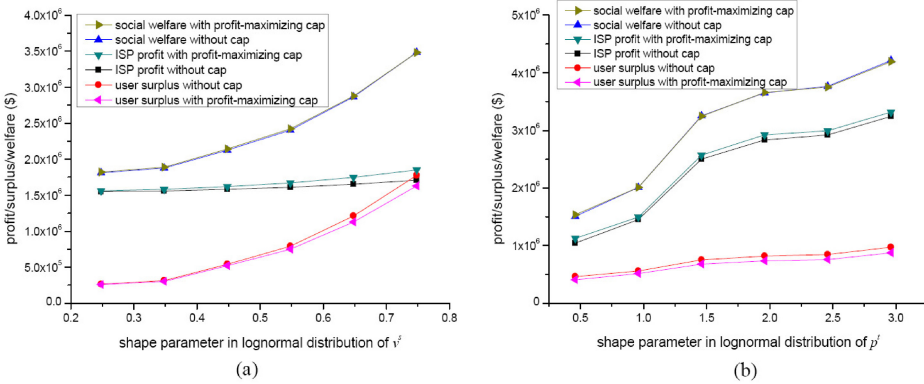 social welfare with profit-maximizing cap
social welfare without cap
ISP profit with profit-maximizing cap
ISP profit without cap
user surplus without cap
user surplus with profit-maximizing cap
profit/surplus/welfare ($)
4.0x10⁶
3.5x10⁶
3.0x10⁶
2.5x10⁶
2.0x10⁶
1.5x10⁶
1.0x10⁶
5.0x10⁵
0.0
0.2 0.3 0.4 0.5 0.6 0.7 0.8
shape parameter in lognormal distribution of vˢ
(a)
social welfare with profit-maximizing cap
social welfare without cap
ISP profit with profit-maximizing cap
ISP profit without cap
user surplus without cap
user surplus with profit-maximizing cap
profit/surplus/welfare ($)
5x10⁶
4x10⁶
3x10⁶
2x10⁶
1x10⁶
0
0.5 1.0 1.5 2.0 2.5 3.0
shape parameter in lognormal distribution of pᵗ
(b)